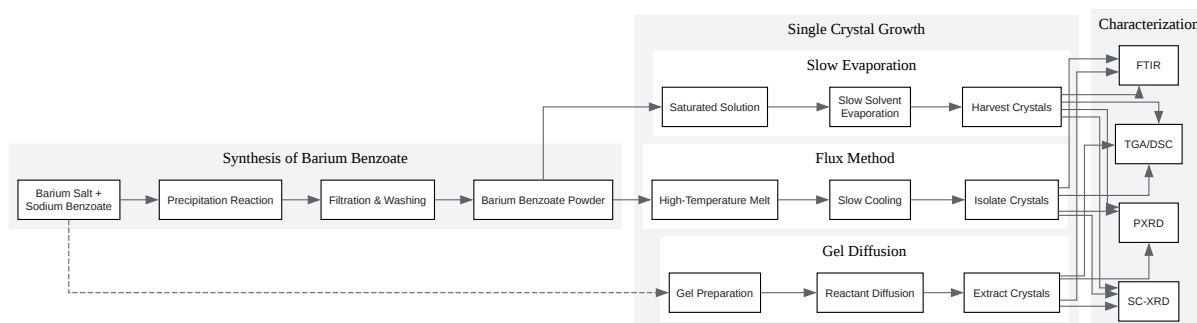 Single Crystal Growth
Characterization
Slow Evaporation
FTIR
Saturated Solution
Slow Solvent
Evaporation
Harvest Crystals
TGA/DSC
Synthesis of Barium Benzoate
Flux Method
Barium Salt +
Sodium Benzoate
Precipitation Reaction
Filtration & Washing
Barium Benzoate Powder
High-Temperature Melt
Slow Cooling
Isolate Crystals
PXRD
Gel Diffusion
Gel Preparation
Reactant Diffusion
Extract Crystals
SC-XRD